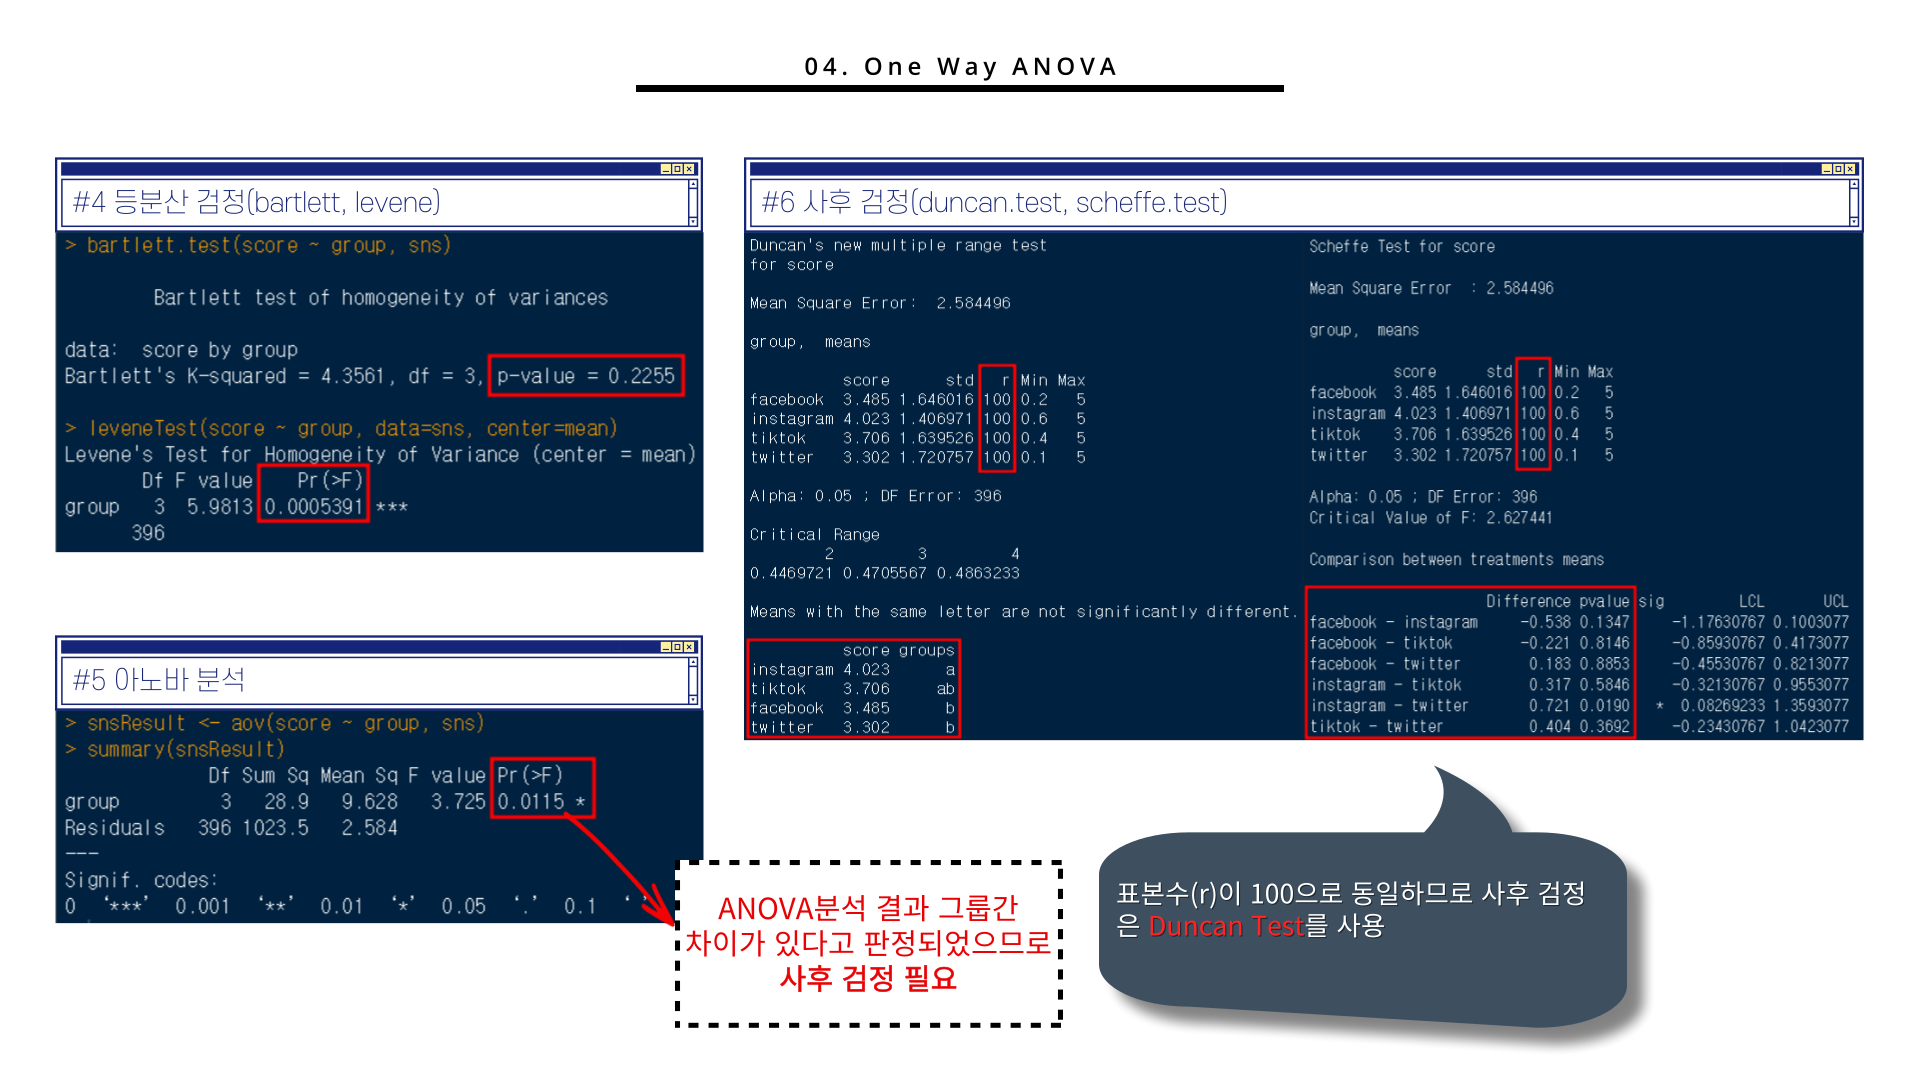 04. One Way ANOVA
#4 등분산 검정(bartlett, levene)
> bartlett.test(score ~ group, sns)
Bartlett test of homogeneity of variances
data:  score by group
Bartlett's K-squared = 4.3561, df = 3, p-value = 0.2255
> leveneTest(score ~ group, data=sns, center=mean)
Levene's Test for Homogeneity of Variance (center = mean)
Df F value    Pr(>F)
group   3  5.9813 0.0005391 ***
396
#5 아노바 분석
> snsResult <- aov(score ~ group, sns)
> summary(snsResult)
Df Sum Sq Mean Sq F value Pr(>F)
group         3   28.9   9.628   3.725 0.0115 *
Residuals   396 1023.5   2.584
---
Signif. codes:
0  ‘***’  0.001  ‘**’  0.01  ‘*’  0.05  ‘.’  0.1  ‘ ’
ANOVA분석 결과 그룹간
차이가 있다고 판정되었으므로
사후 검정 필요
#6 사후 검정(duncan.test, scheffe.test)
Duncan's new multiple range test
for score
Mean Square Error:  2.584496
group,  means
score      std   r Min Max
facebook  3.485 1.646016 100 0.2   5
instagram 4.023 1.406971 100 0.6   5
tiktok    3.706 1.639526 100 0.4   5
twitter   3.302 1.720757 100 0.1   5
Alpha: 0.05 ; DF Error: 396
Critical Range
2         3         4
0.4469721 0.4705567 0.4863233
Means with the same letter are not significantly different.
score groups
instagram 4.023      a
tiktok    3.706     ab
facebook  3.485      b
twitter   3.302      b
Scheffe Test for score
Mean Square Error  : 2.584496
group,  means
score      std   r Min Max
facebook  3.485 1.646016 100 0.2   5
instagram 4.023 1.406971 100 0.6   5
tiktok    3.706 1.639526 100 0.4   5
twitter   3.302 1.720757 100 0.1   5
Alpha: 0.05 ; DF Error: 396
Critical Value of F: 2.627441
Comparison between treatments means
Difference pvalue sig         LCL       UCL
facebook - instagram     -0.538 0.1347     -1.17630767 0.1003077
facebook - tiktok        -0.221 0.8146     -0.85930767 0.4173077
facebook - twitter        0.183 0.8853     -0.45530767 0.8213077
instagram - tiktok        0.317 0.5846     -0.32130767 0.9553077
instagram - twitter       0.721 0.0190   *  0.08269233 1.3593077
tiktok - twitter          0.404 0.3692     -0.23430767 1.0423077
표본수(r)이 100으로 동일하므로 사후 검정
은 Duncan Test를 사용